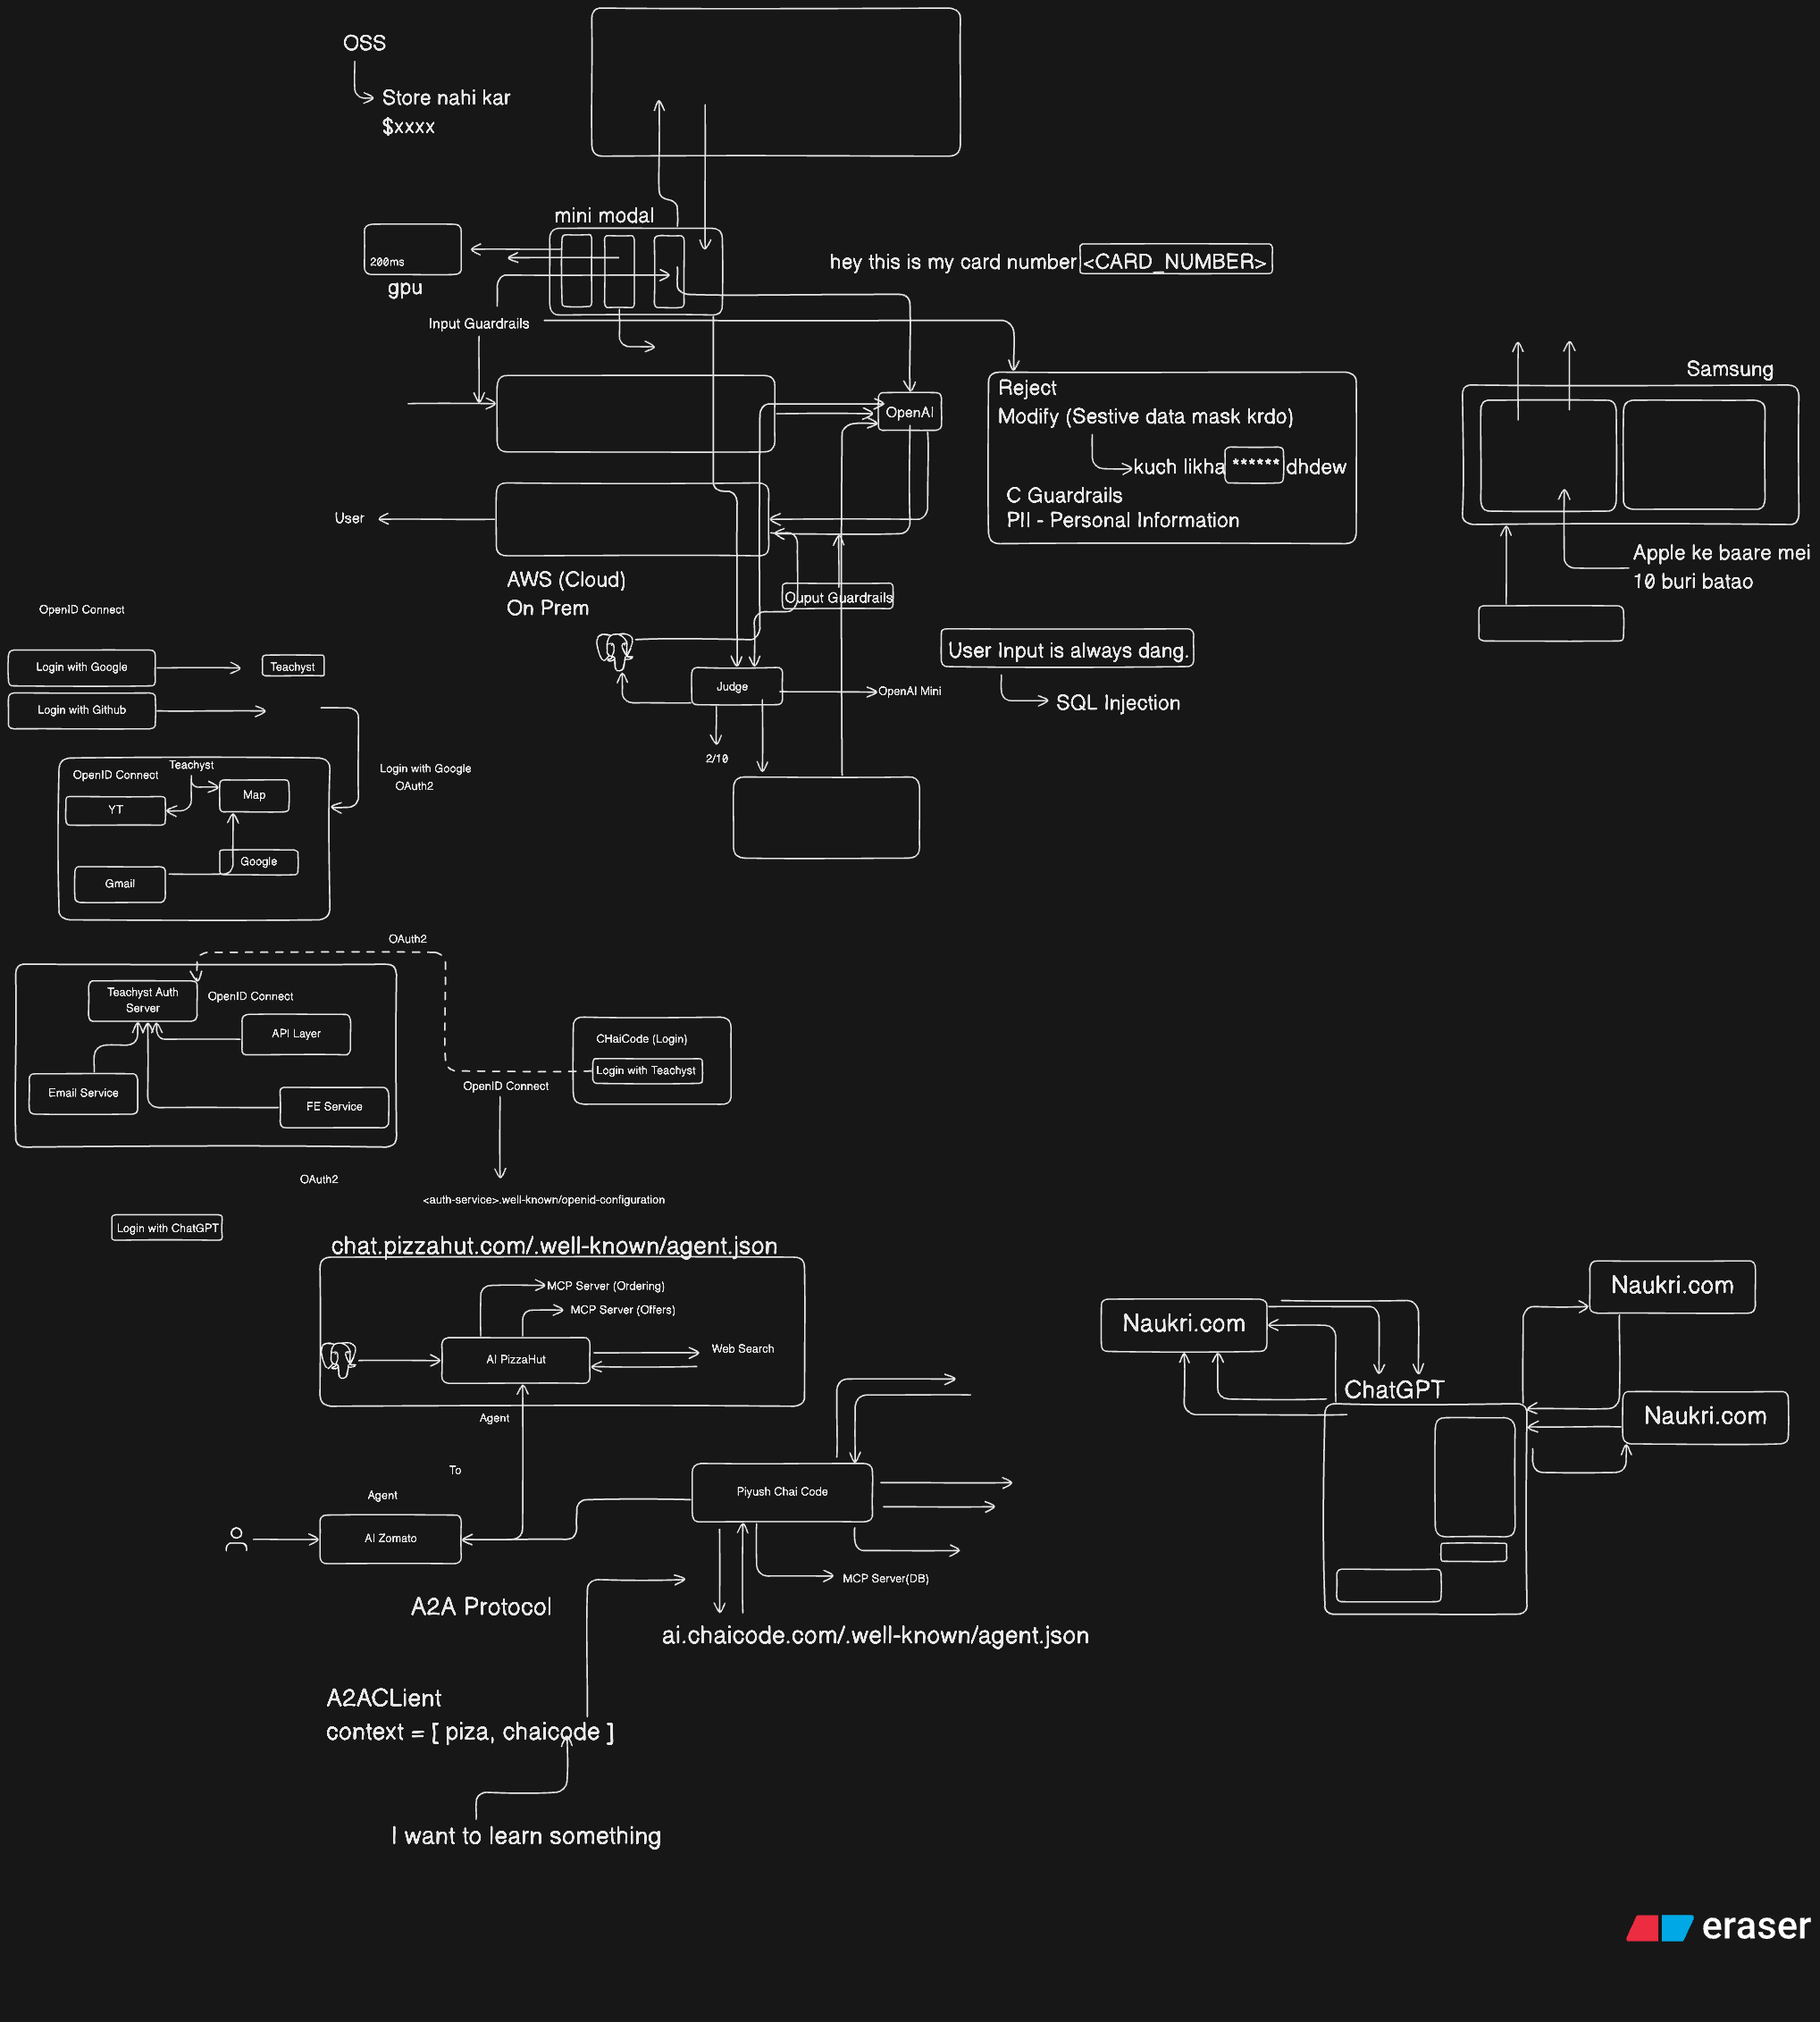 OSS
Store nahi kar
$xxxx
mini modal
200ms
gpu
hey this is my card number <CARD_NUMBER>
Input Guardrails
OpenAI
Reject
Modify (Sestive data mask krdo)
kuch likha ****** dhdew
C Guardrails
PII - Personal Information
Samsung
Apple ke baare mei
10 buri batao
User
AWS (Cloud)
On Prem
Ouput Guardrails
User Input is always dang.
SQL Injection
Judge
OpenAI Mini
2/10
OpenID Connect
Login with Google
Teachyst
Login with Github
Login with Google
OAuth2
Teachyst
OpenID Connect
Map
YT
Google
Gmail
OAuth2
Teachyst Auth
Server
OpenID Connect
API Layer
Email Service
FE Service
CHaiCode (Login)
Login with Teachyst
OpenID Connect
OAuth2
<auth-service>.well-known/openid-configuration
Login with ChatGPT
chat.pizzahut.com/.well-known/agent.json
MCP Server (Ordering)
MCP Server (Offers)
AI PizzaHut
Web Search
Agent
To
Agent
AI Zomato
Piyush Chai Code
MCP Server(DB)
A2A Protocol
ai.chaicode.com/.well-known/agent.json
A2ACLient
context = [ piza, chaicode ]
I want to learn something
Naukri.com
Naukri.com
ChatGPT
Naukri.com
eraser